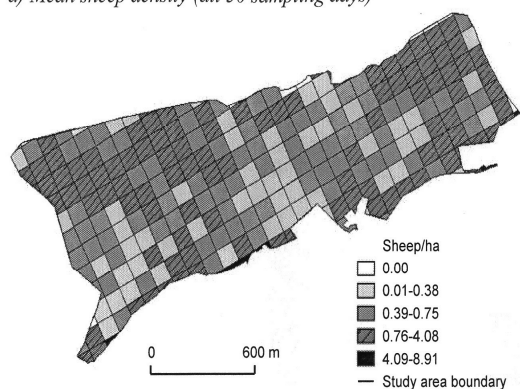 a) Mean sheep density (all 30 sampling days)
Sheep/ha
0.00
0.01-0.38
0.39-0.75
0.76-4.08
4.09-8.91
Study area boundary
0 600 m